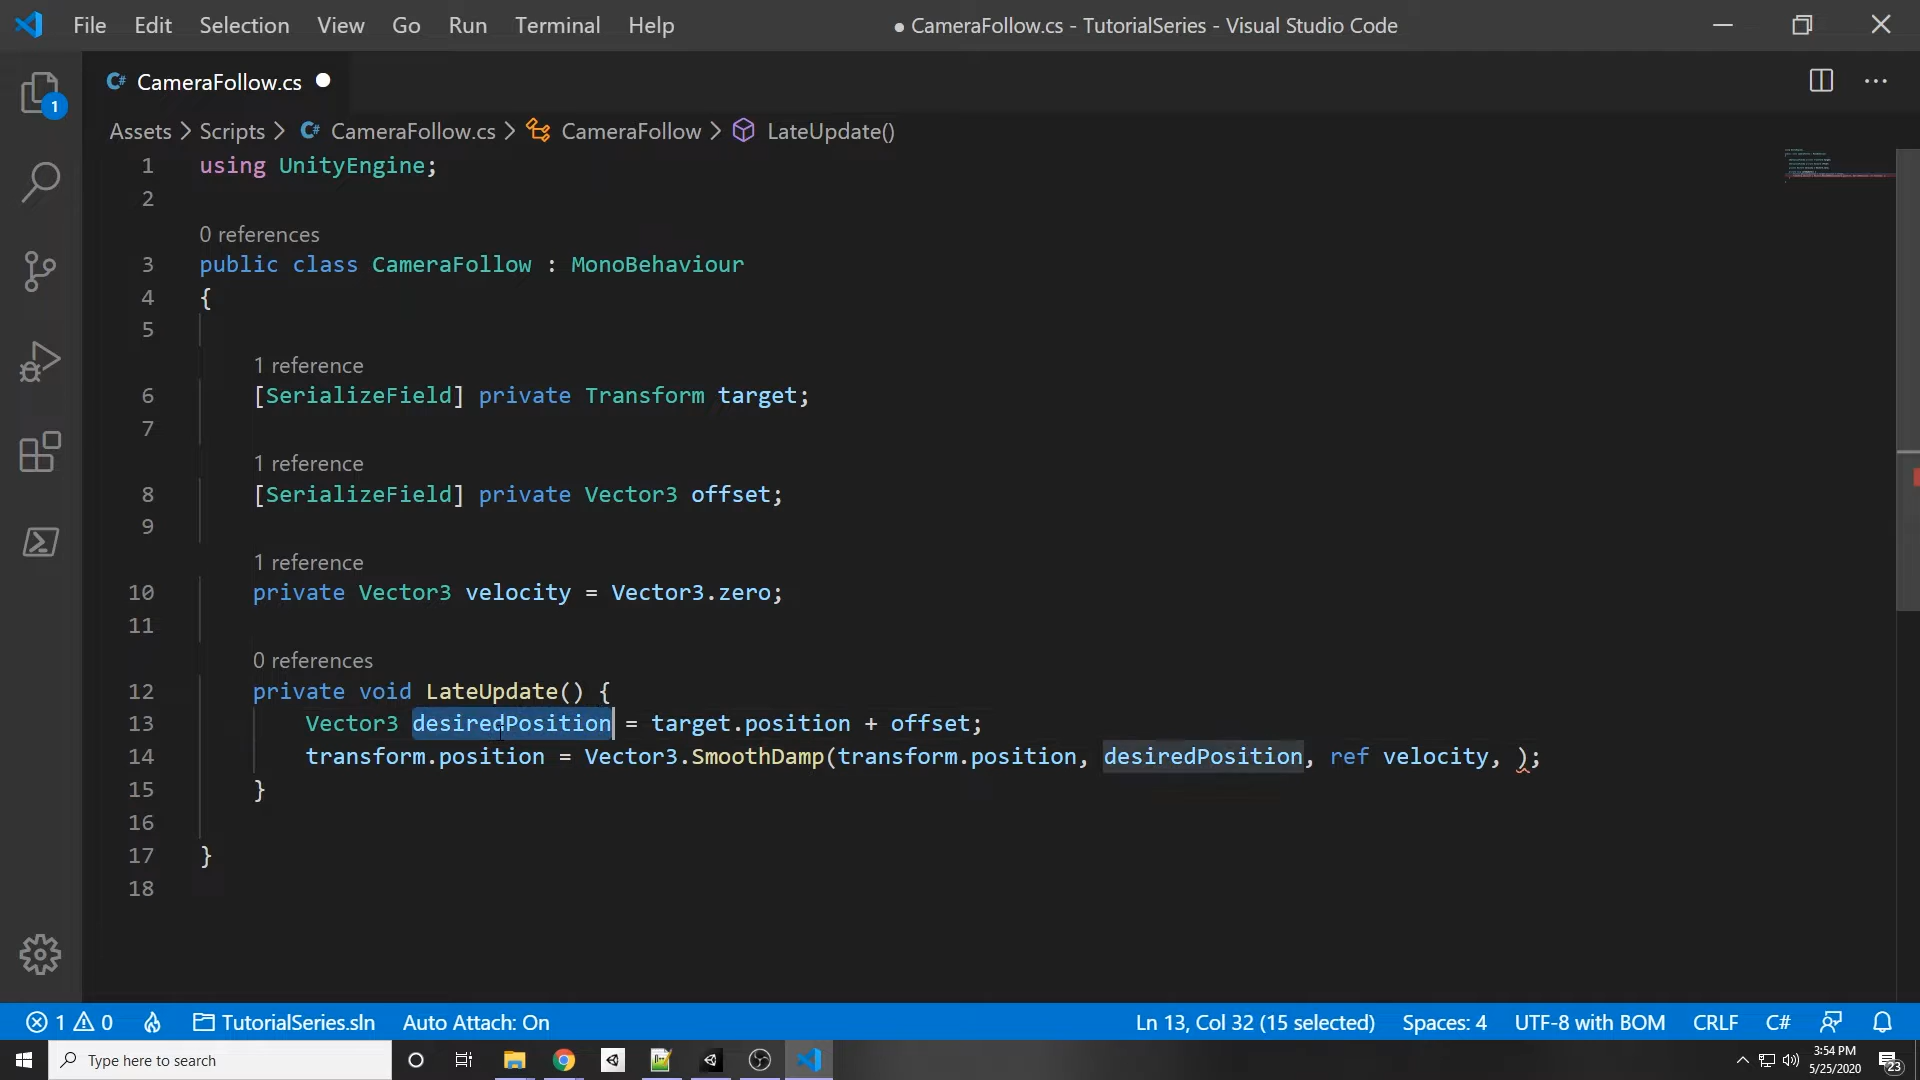 File Edit Selection View Go Run Terminal Help ● CameraFollow.cs - TutorialSeries - Visual Studio Code
C# CameraFollow.cs
1
Assets > Scripts > C# CameraFollow.cs > CameraFollow > LateUpdate()
1 using UnityEngine;
2
0 references
3 public class CameraFollow : MonoBehaviour
4 {
5
1 reference
6 [SerializeField] private Transform target;
7
1 reference
8 [SerializeField] private Vector3 offset;
9
1 reference
10 private Vector3 velocity = Vector3.zero;
11
0 references
12 private void LateUpdate() {
13 Vector3 desiredPosition = target.position + offset;
14 transform.position = Vector3.SmoothDamp(transform.position, desiredPosition, ref velocity, );
15 }
16
17 }
18
1 0 TutorialSeries.sln Auto Attach: On Ln 13, Col 32 (15 selected) Spaces: 4 UTF-8 with BOM CRLF C#
Type here to search
3:54 PM
5/25/2020
23